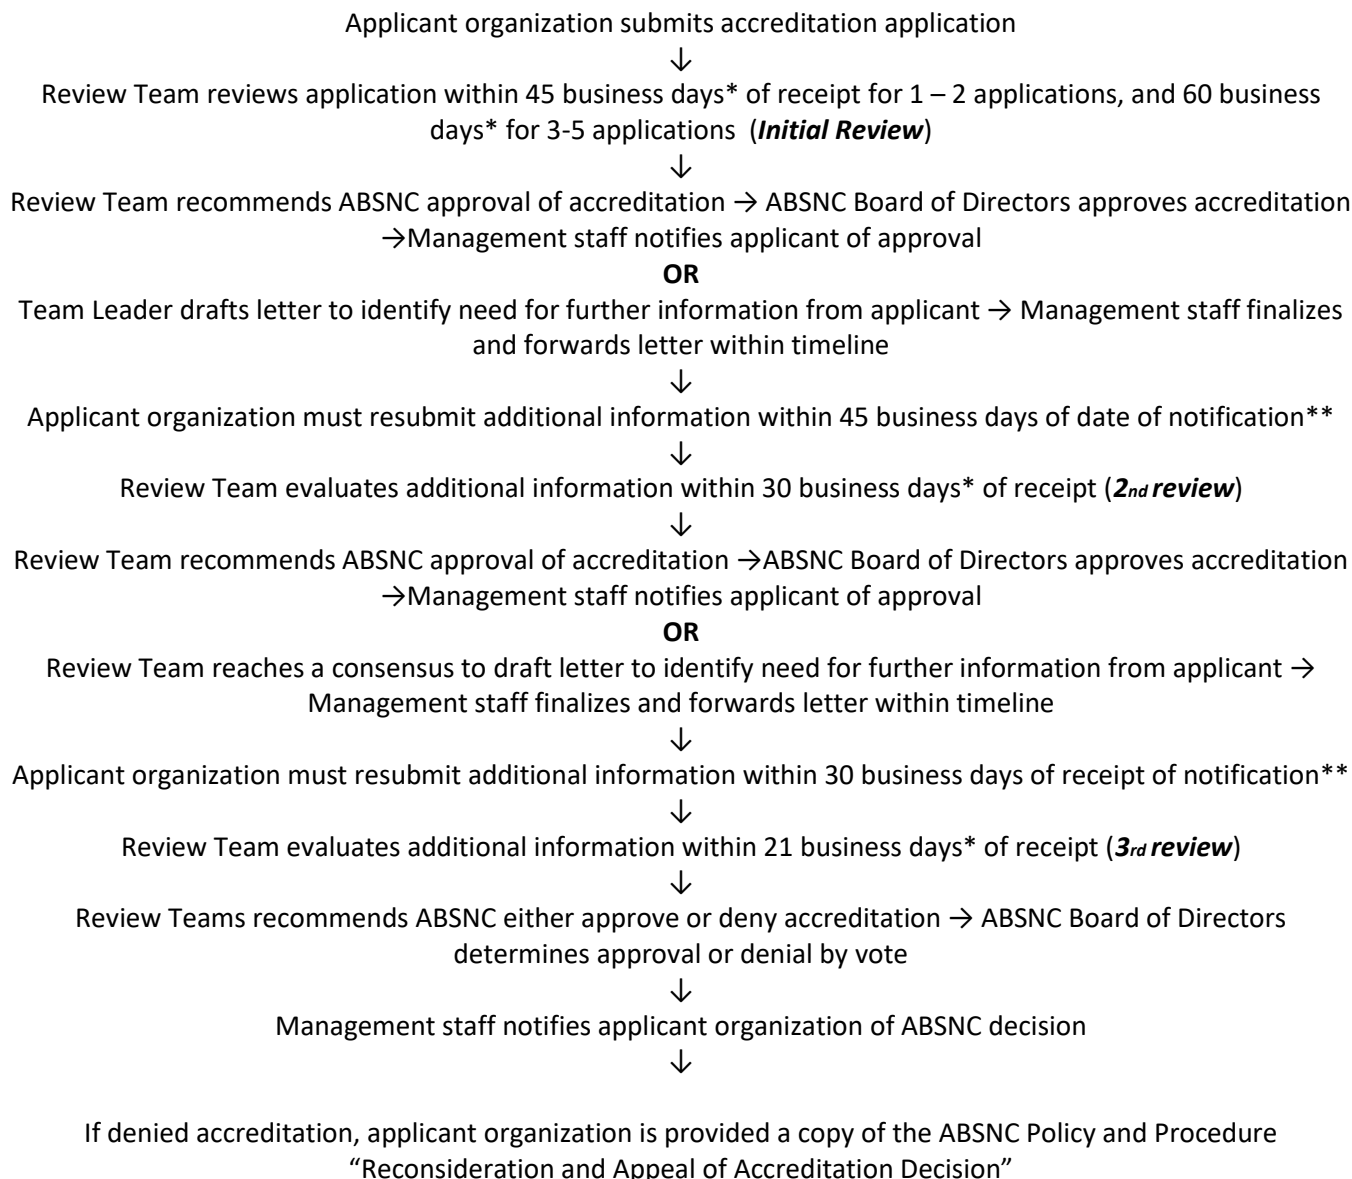 Applicant organization submits accreditation application
↓
Review Team reviews application within 45 business days* of receipt for 1 – 2 applications, and 60 business
days* for 3-5 applications  (Initial Review)
↓
Review Team recommends ABSNC approval of accreditation → ABSNC Board of Directors approves accreditation
→Management staff notifies applicant of approval
OR
Team Leader drafts letter to identify need for further information from applicant → Management staff finalizes
and forwards letter within timeline
↓
Applicant organization must resubmit additional information within 45 business days of date of notification**
↓
Review Team evaluates additional information within 30 business days* of receipt (2nd review)
↓
Review Team recommends ABSNC approval of accreditation →ABSNC Board of Directors approves accreditation
→Management staff notifies applicant of approval
OR
Review Team reaches a consensus to draft letter to identify need for further information from applicant →
Management staff finalizes and forwards letter within timeline
↓
Applicant organization must resubmit additional information within 30 business days of receipt of notification**
↓
Review Team evaluates additional information within 21 business days* of receipt (3rd review)
↓
Review Teams recommends ABSNC either approve or deny accreditation → ABSNC Board of Directors
determines approval or denial by vote
↓
Management staff notifies applicant organization of ABSNC decision
↓
If denied accreditation, applicant organization is provided a copy of the ABSNC Policy and Procedure
“Reconsideration and Appeal of Accreditation Decision”